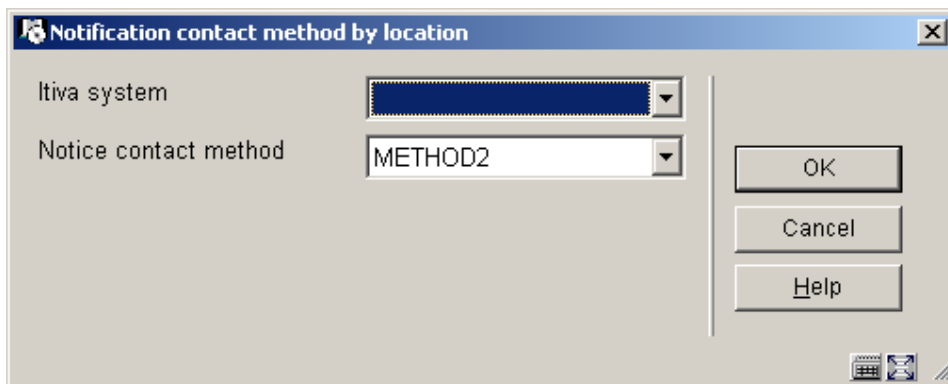 Notification contact method by location
Itiva system
Notice contact method
METHOD2
OK
Cancel
Help